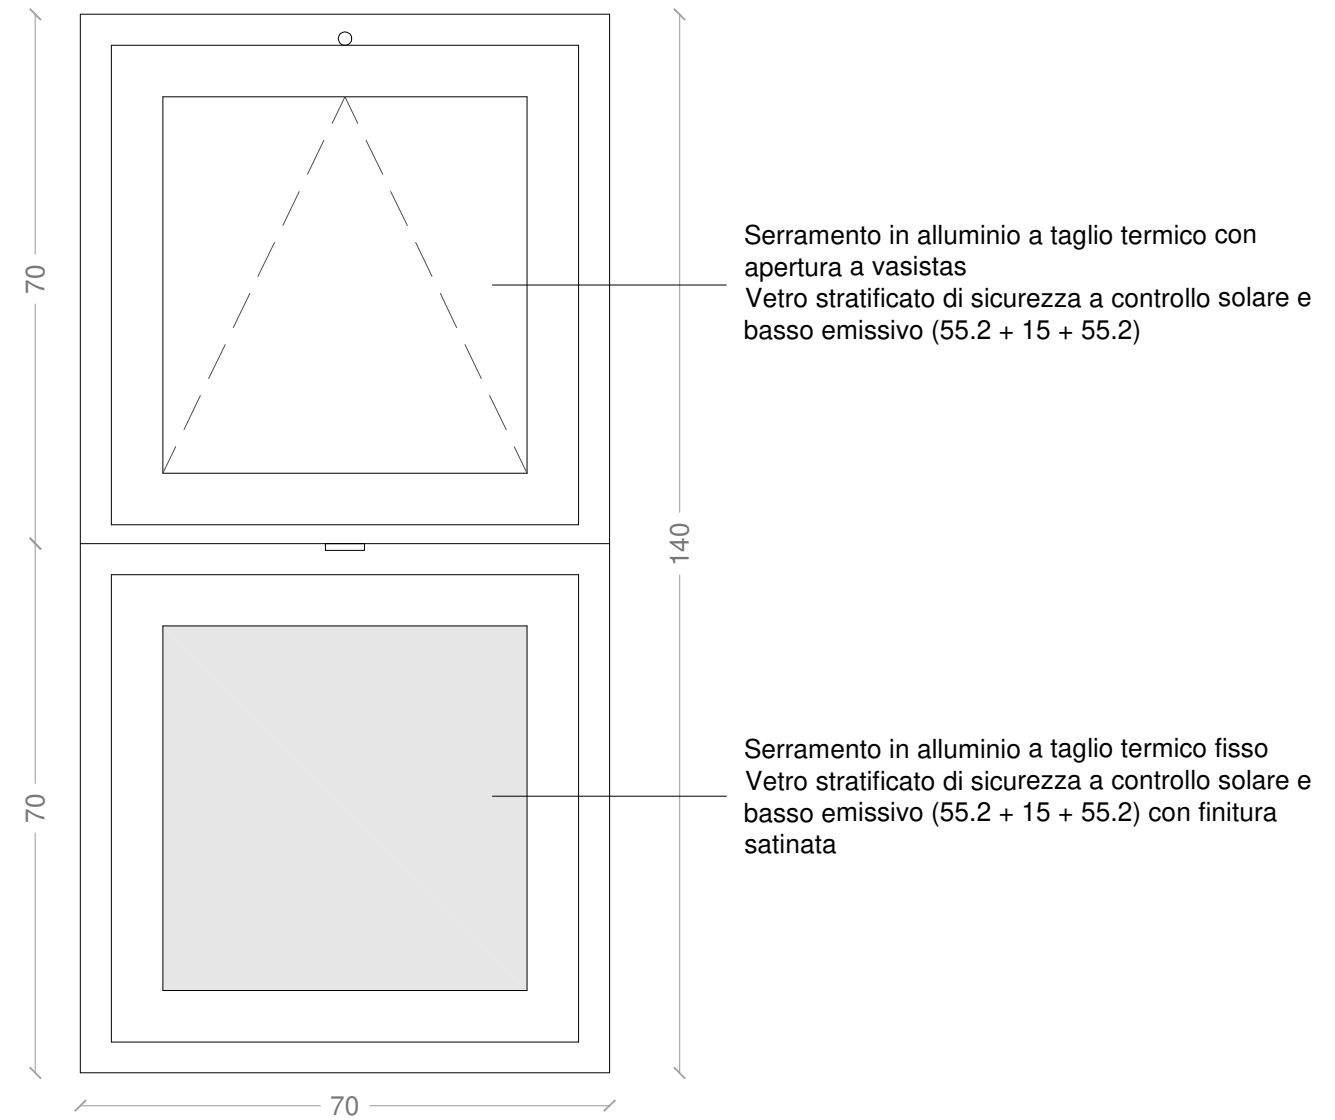 70
Serramento in alluminio a taglio termico con
apertura a vasistas
Vetro stratificato di sicurezza a controllo solare e
basso emissivo (55.2 + 15 + 55.2)
140
70
Serramento in alluminio a taglio termico fisso
Vetro stratificato di sicurezza a controllo solare e
basso emissivo (55.2 + 15 + 55.2) con finitura
satinata
70